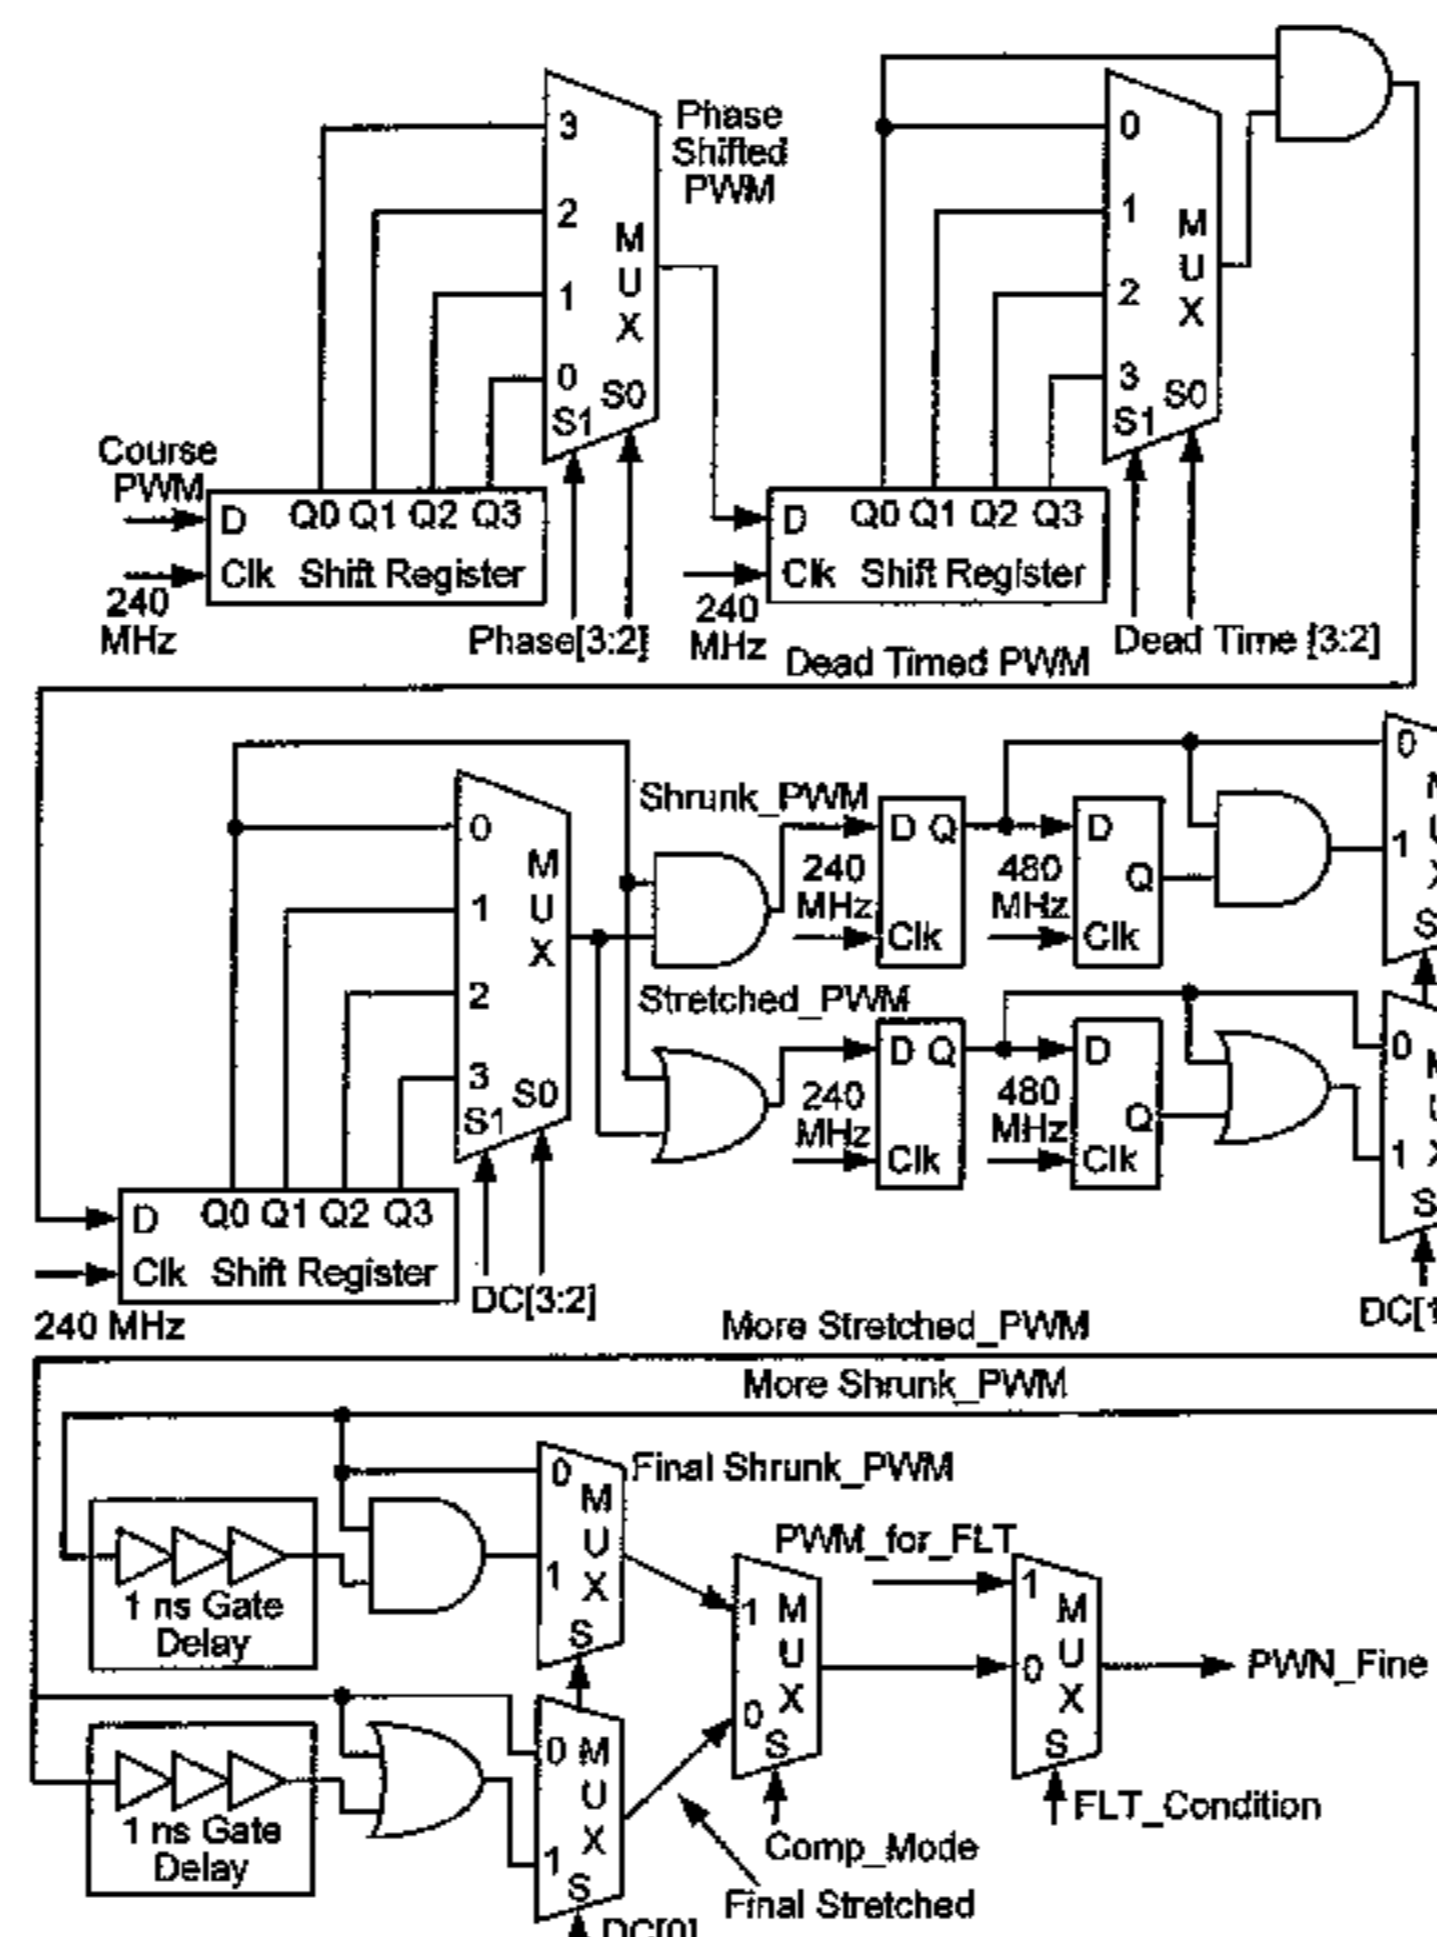 Phase
Shifted
PWM
3
2
1
0
M
U
X
S1
S0
0
1
2
3
M
U
X
S1
S0
Course
PWM
D Q0 Q1 Q2 Q3
Clk Shift Register
240
MHz
Phase[3:2]
D Q0 Q1 Q2 Q3
Clk Shift Register
240
MHz
Dead Time [3:2]
Dead Timed PWM
0
1
2
3
M
U
X
S1
S0
Shrunk_PWM
D Q
240
MHz
Clk
D
480
MHz
Q
Clk
0
1
S
Stretched_PWM
D Q
240
MHz
Clk
D
480
MHz
Q
Clk
0
1
S
D Q0 Q1 Q2 Q3
Clk Shift Register
240 MHz
DC[3:2]
More Stretched_PWM
More Shrunk_PWM
Final Shrunk_PWM
0
1
M
U
X
S
1 ns Gate
Delay
PWM_for_FLT
1
0
M
U
X
S
1
0
M
U
X
S
PWN_Fine
0
1
M
U
X
S
1 ns Gate
Delay
FLT_Condition
Comp_Mode
Final Stretched
DC[0]